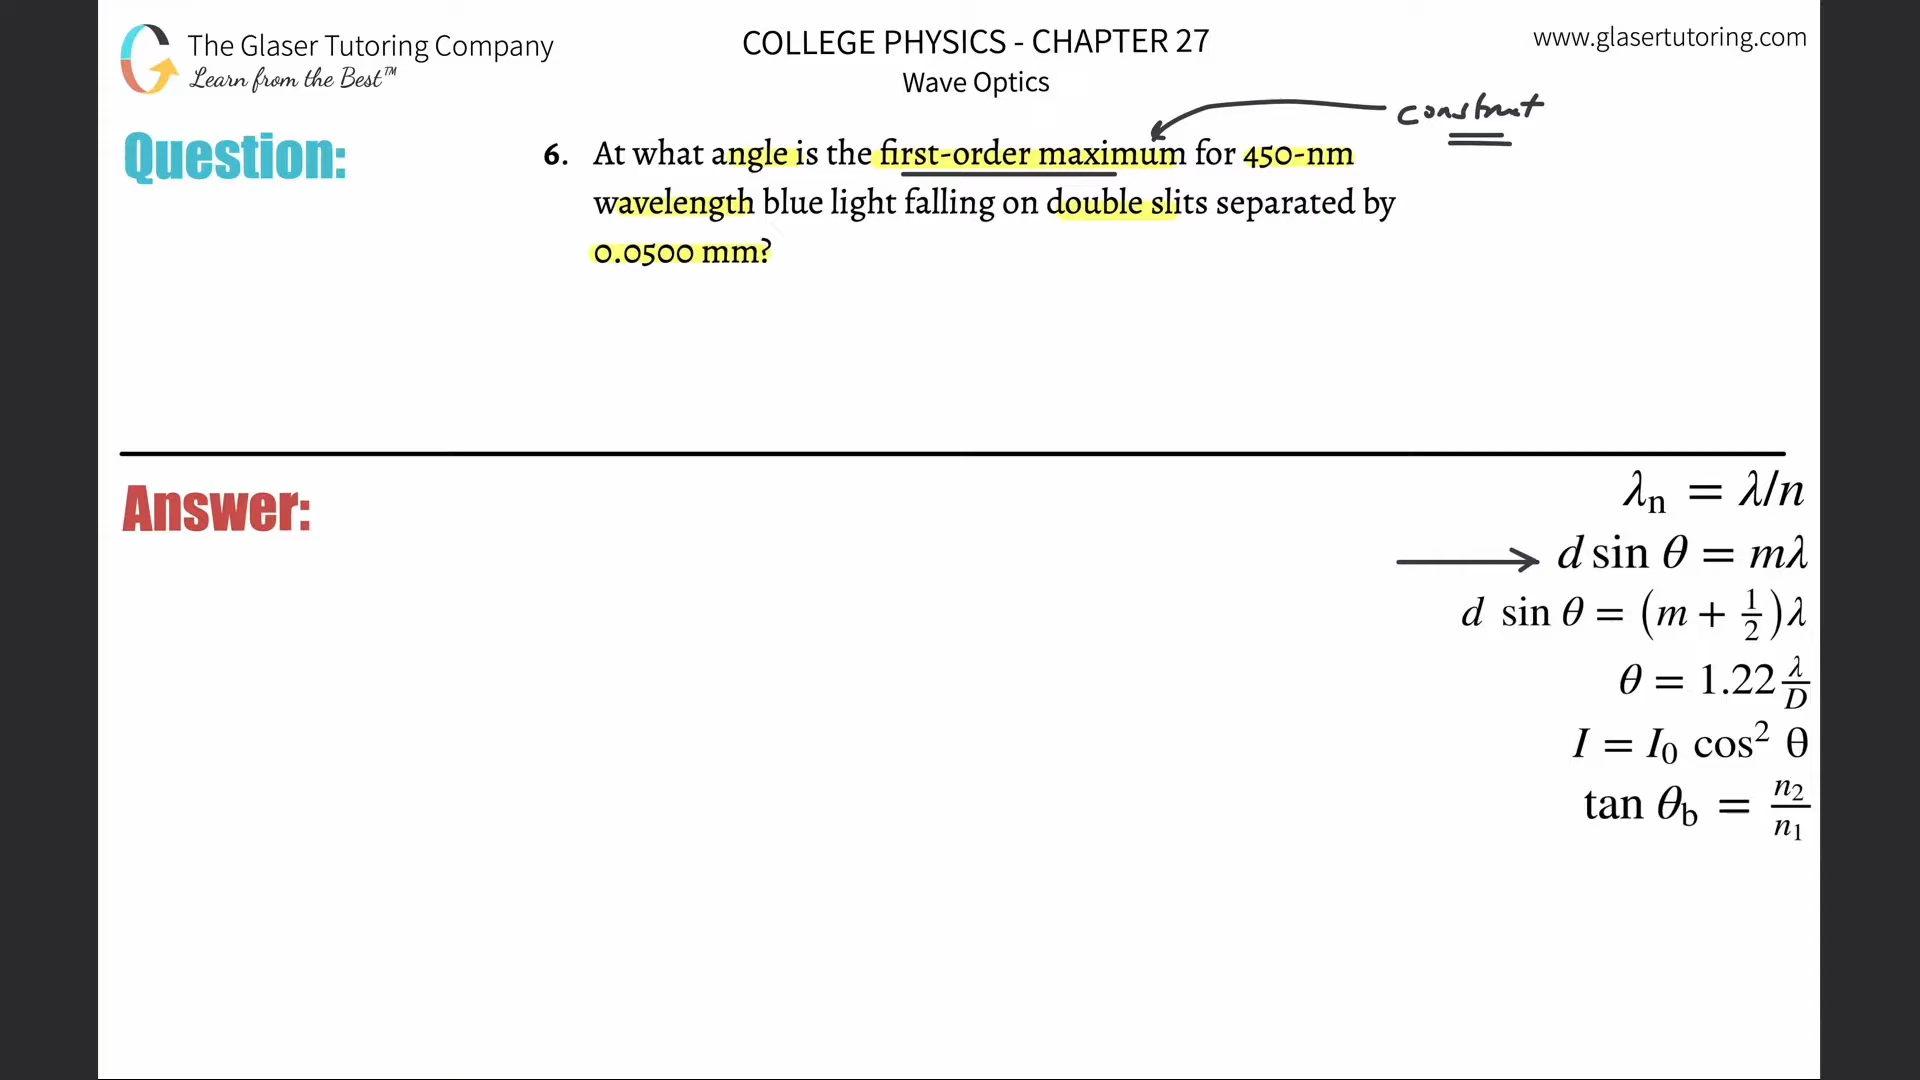 The Glaser Tutoring Company
Learn from the Best™
COLLEGE PHYSICS - CHAPTER 27
Wave Optics
www.glasertutoring.com
construct
Question:
6. At what angle is the first-order maximum for 450-nm
wavelength blue light falling on double slits separated by
0.0500 mm?
Answer:
λₙ = λ/n
d sin θ = mλ
d sin θ = (m + 1/2)λ
θ = 1.22 λ/D
I = I₀ cos² θ
tan θb = n₂/n₁